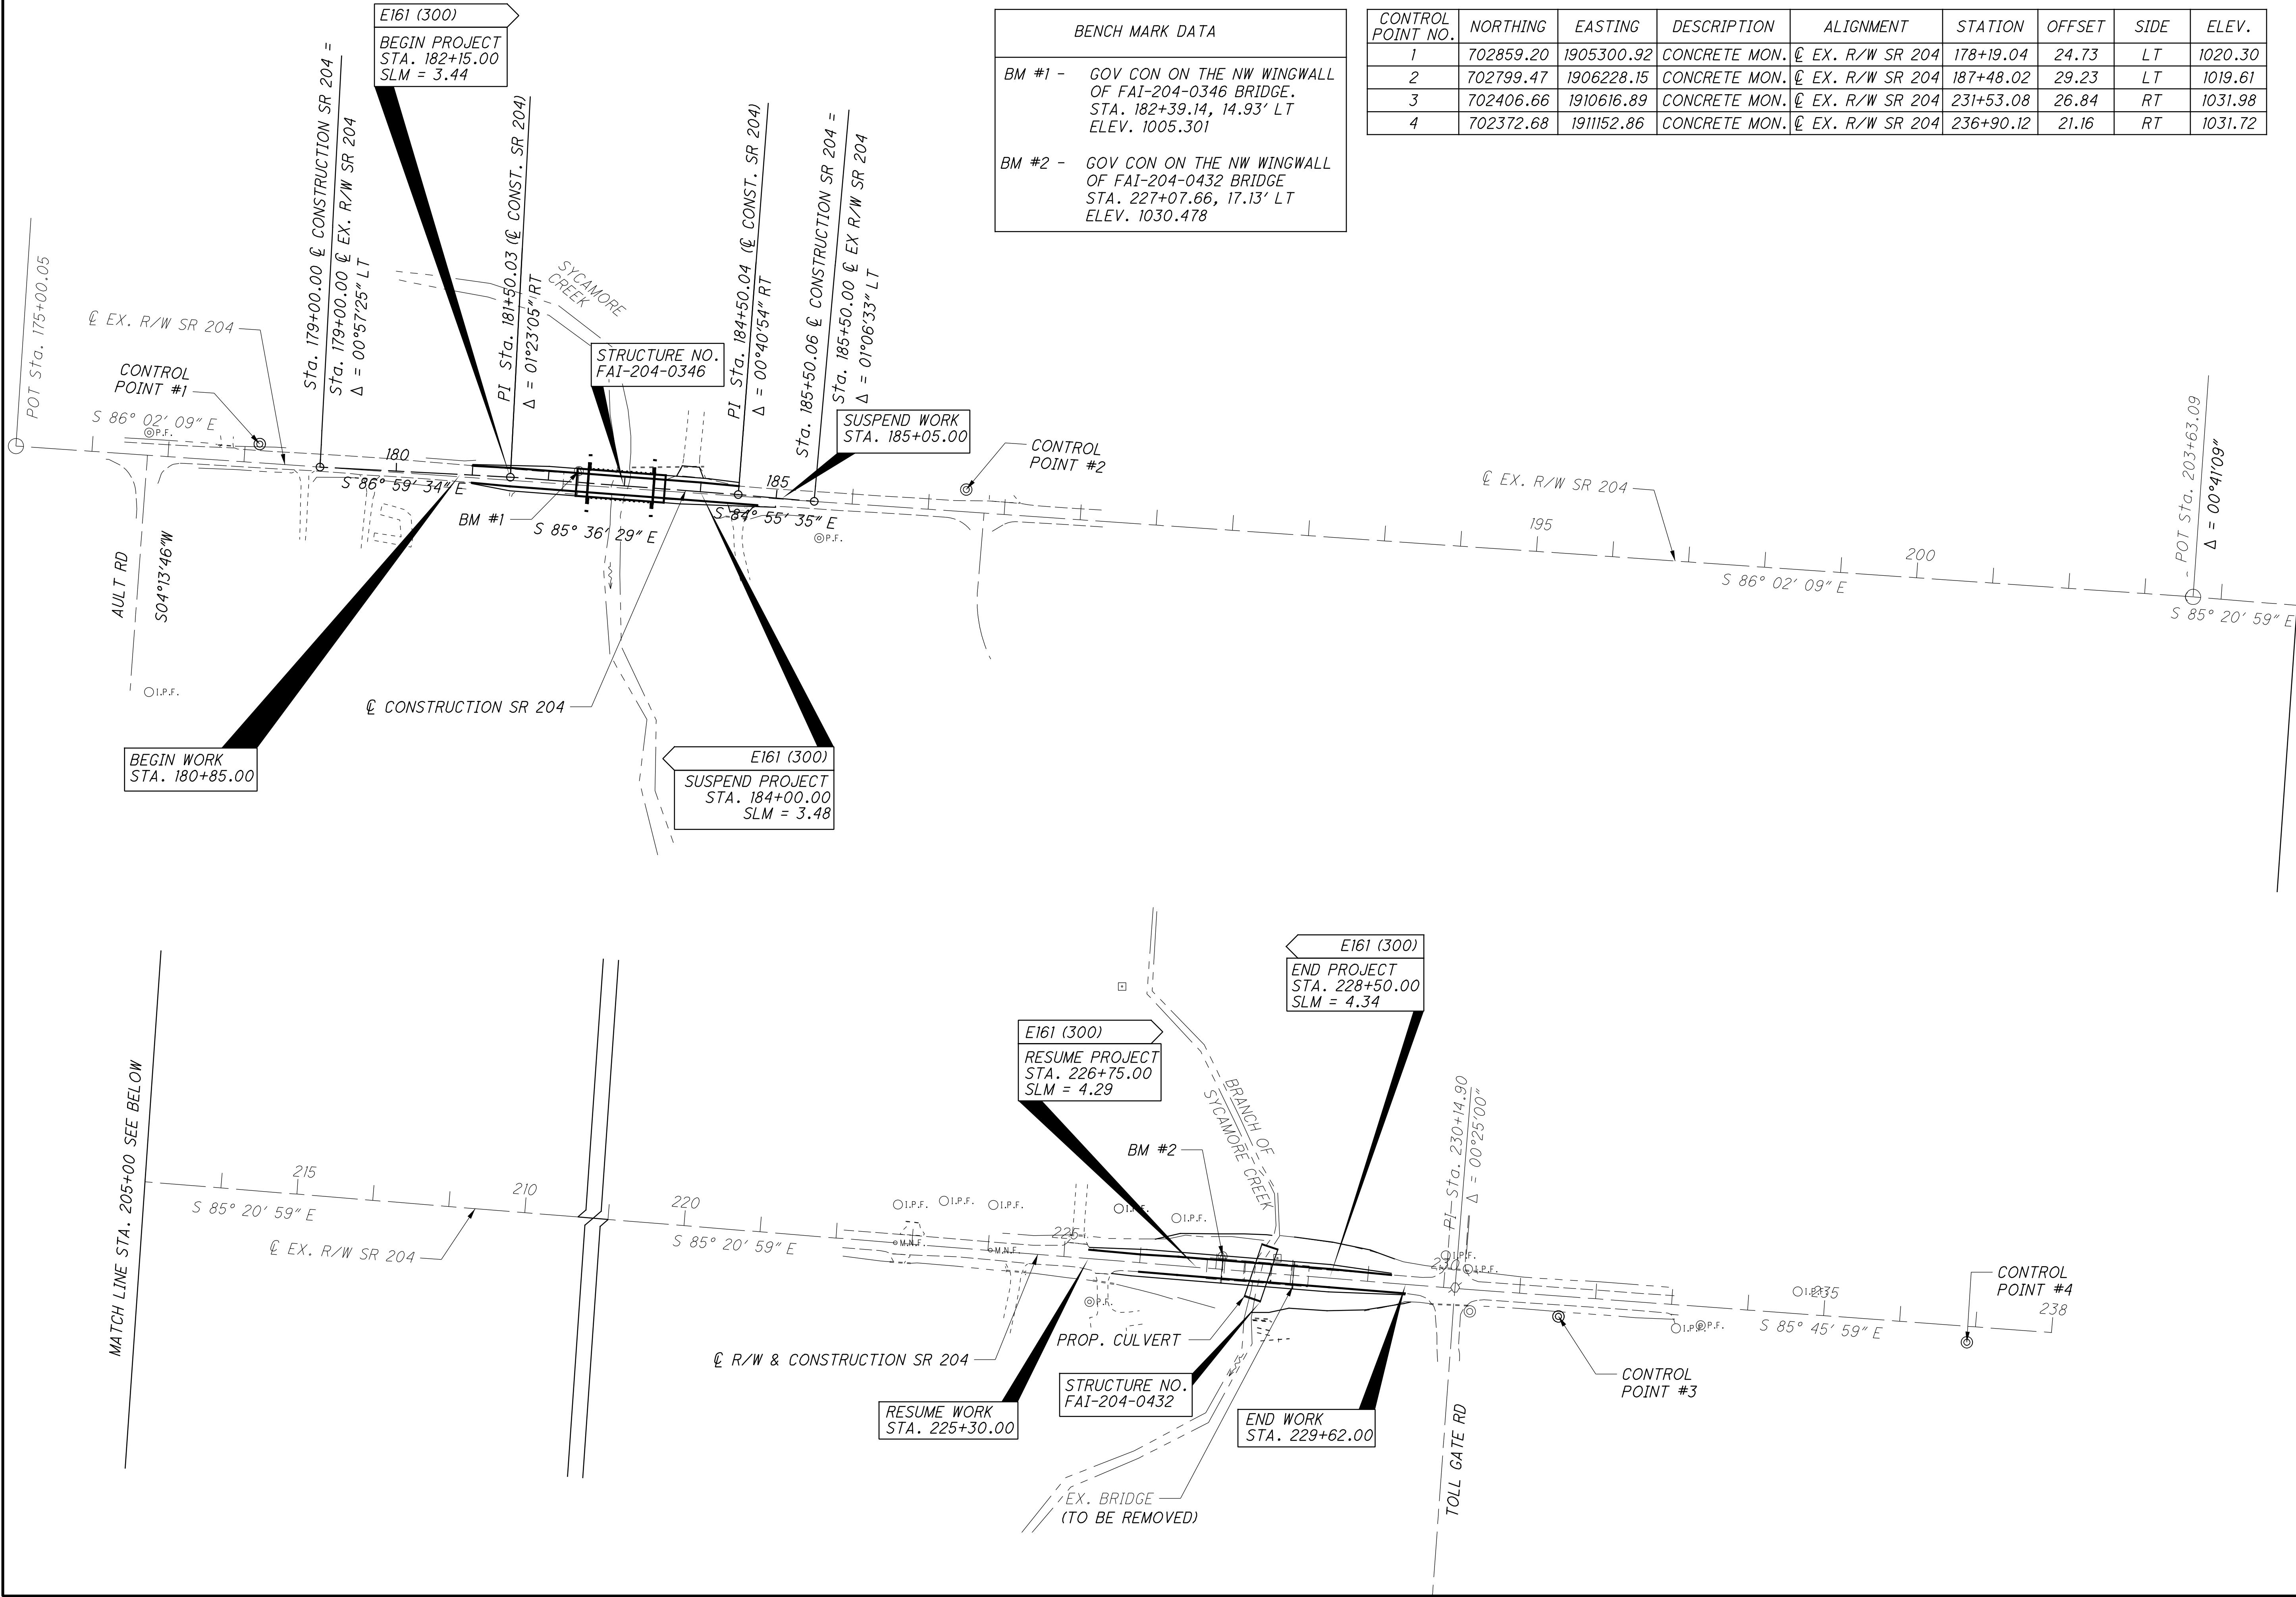 E161 (300)
BEGIN PROJECT
STA. 182+15.00
SLM = 3.44
BENCH MARK DATA
BM #1 - GOV CON ON THE NW WINGWALL
OF FAI-204-0346 BRIDGE.
STA. 182+39.14, 14.93' LT
ELEV. 1005.301
BM #2 - GOV CON ON THE NW WINGWALL
OF FAI-204-0432 BRIDGE
STA. 227+07.66, 17.13' LT
ELEV. 1030.478
CONTROL POINT NO. NORTHING EASTING DESCRIPTION ALIGNMENT STATION OFFSET SIDE ELEV.
1 702859.20 1905300.92 CONCRETE MON. ℄ EX. R/W SR 204 178+19.04 24.73 LT 1020.30
2 702799.47 1906228.15 CONCRETE MON. ℄ EX. R/W SR 204 187+48.02 29.23 LT 1019.61
3 702406.66 1910616.89 CONCRETE MON. ℄ EX. R/W SR 204 231+53.08 26.84 RT 1031.98
4 702372.68 1911152.86 CONCRETE MON. ℄ EX. R/W SR 204 236+90.12 21.16 RT 1031.72
POT Sta. 175+00.05
℄ EX. R/W SR 204
CONTROL
POINT #1
S 86° 02' 09" E
P.F.
Sta. 179+00.00 ℄ CONSTRUCTION SR 204 =
Sta. 179+00.00 ℄ EX. R/W SR 204
Δ = 00°57'25" LT
PI Sta. 181+50.03 (℄ CONST. SR 204)
Δ = 01°23'05" RT
SYCAMORE
CREEK
STRUCTURE NO.
FAI-204-0346
PI Sta. 184+50.04 (℄ CONST. SR 204)
Δ = 00°40'54" RT
Sta. 185+50.06 ℄ CONSTRUCTION SR 204 =
Sta. 185+50.00 ℄ EX R/W SR 204
Δ = 01°06'33" LT
SUSPEND WORK
STA. 185+05.00
CONTROL
POINT #2
180
S 86° 59' 34" E
BM #1
S 85° 36' 29" E
185
S 84° 55' 35" E
P.F.
℄ EX. R/W SR 204
195
200
S 86° 02' 09" E
POT Sta. 203+63.09
Δ = 00°41'09"
S 85° 20' 59" E
AULT RD
S04°13'46"W
I.P.F.
℄ CONSTRUCTION SR 204
BEGIN WORK
STA. 180+85.00
E161 (300)
SUSPEND PROJECT
STA. 184+00.00
SLM = 3.48
MATCH LINE STA. 205+00 SEE BELOW
215
S 85° 20' 59" E
℄ EX. R/W SR 204
210
220
S 85° 20' 59" E
I.P.F.
I.P.F.
I.P.F.
M.N.F.
M.N.F.
225
E161 (300)
RESUME PROJECT
STA. 226+75.00
SLM = 4.29
E161 (300)
END PROJECT
STA. 228+50.00
SLM = 4.34
BM #2
BRANCH OF
SYCAMORE CREEK
I.P.F.
I.P.F.
PI Sta. 230+14.90
Δ = 00°25'00"
230
I.P.F.
I.P.F.
P.F.
℄ R/W & CONSTRUCTION SR 204
PROP. CULVERT
STRUCTURE NO.
FAI-204-0432
RESUME WORK
STA. 225+30.00
END WORK
STA. 229+62.00
EX. BRIDGE
(TO BE REMOVED)
TOLL GATE RD
CONTROL
POINT #3
I.P.F.
P.F.
I.P.F.
235
S 85° 45' 59" E
CONTROL
POINT #4
238